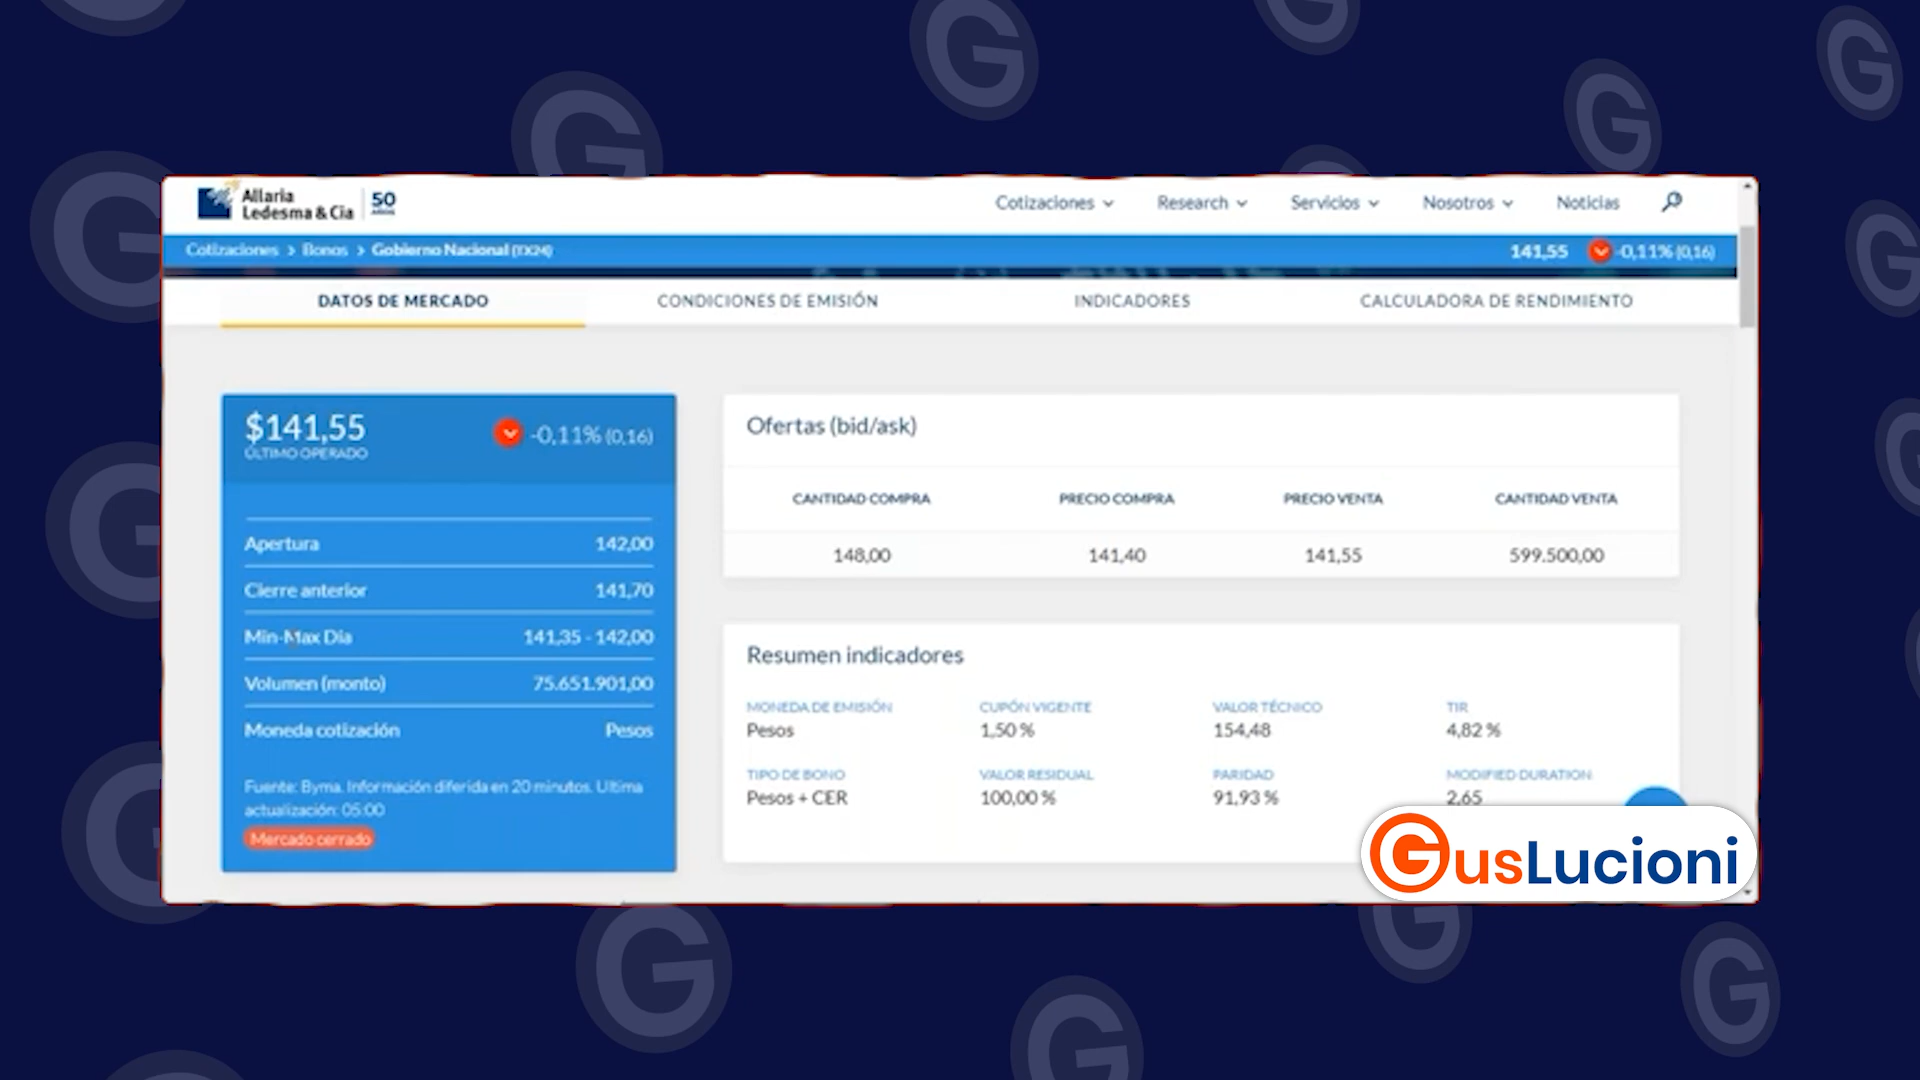 Allaria
Ledesma & Cia
50
AÑOS
Cotizaciones
Research
Servicios
Nosotros
Noticias
Cotizaciones > Bonos > Gobierno Nacional (TX24)
141,55
-0,11% (0,16)
DATOS DE MERCADO
CONDICIONES DE EMISIÓN
INDICADORES
CALCULADORA DE RENDIMIENTO
$141,55
-0,11% (0,16)
ÚLTIMO OPERADO
Apertura 142,00
Cierre anterior 141,70
Min-Max Dia 141,35 - 142,00
Volumen (monto) 75.651.901,00
Moneda cotización Pesos
Fuente: Byma. Información diferida en 20 minutos. Ultima
actualización: 05:00
Mercado cerrado
Ofertas (bid/ask)
CANTIDAD COMPRA PRECIO COMPRA PRECIO VENTA CANTIDAD VENTA
148,00 141,40 141,55 599.500,00
Resumen indicadores
MONEDA DE EMISIÓN CUPÓN VIGENTE VALOR TÉCNICO TIR
Pesos 1,50 % 154,48 4,82 %
TIPO DE BONO VALOR RESIDUAL PARIDAD MODIFIED DURATION
Pesos + CER 100,00 % 91,93 % 2,65
GusLucioni